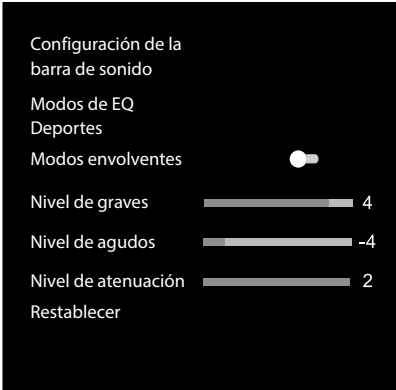 Configuración de la
barra de sonido
Modos de EQ
Deportes
Modos envolventes
Nivel de graves 4
Nivel de agudos -4
Nivel de atenuación 2
Restablecer